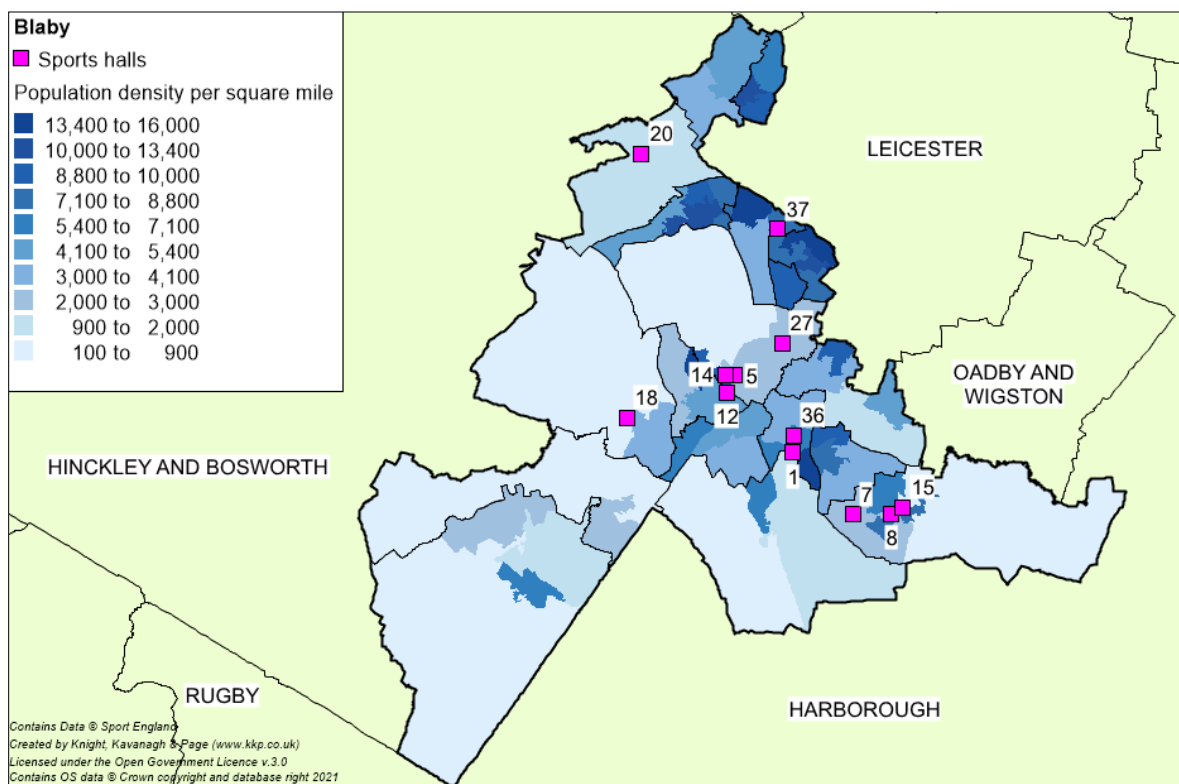 Blaby
Sports halls
Population density per square mile
13,400 to 16,000
10,000 to 13,400
8,800 to 10,000
7,100 to 8,800
5,400 to 7,100
4,100 to 5,400
3,000 to 4,100
2,000 to 3,000
900 to 2,000
100 to 900
20
LEICESTER
37
27
14
5
OADBY AND
WIGSTON
18
12
36
HINCKLEY AND BOSWORTH
1
7
15
8
RUGBY
HARBOROUGH
Contains Data © Sport England
Created by Knight, Kavanagh & Page (www.kkp.co.uk)
Licensed under the Open Government Licence v.3.0
Contains OS data © Crown copyright and database right 2021